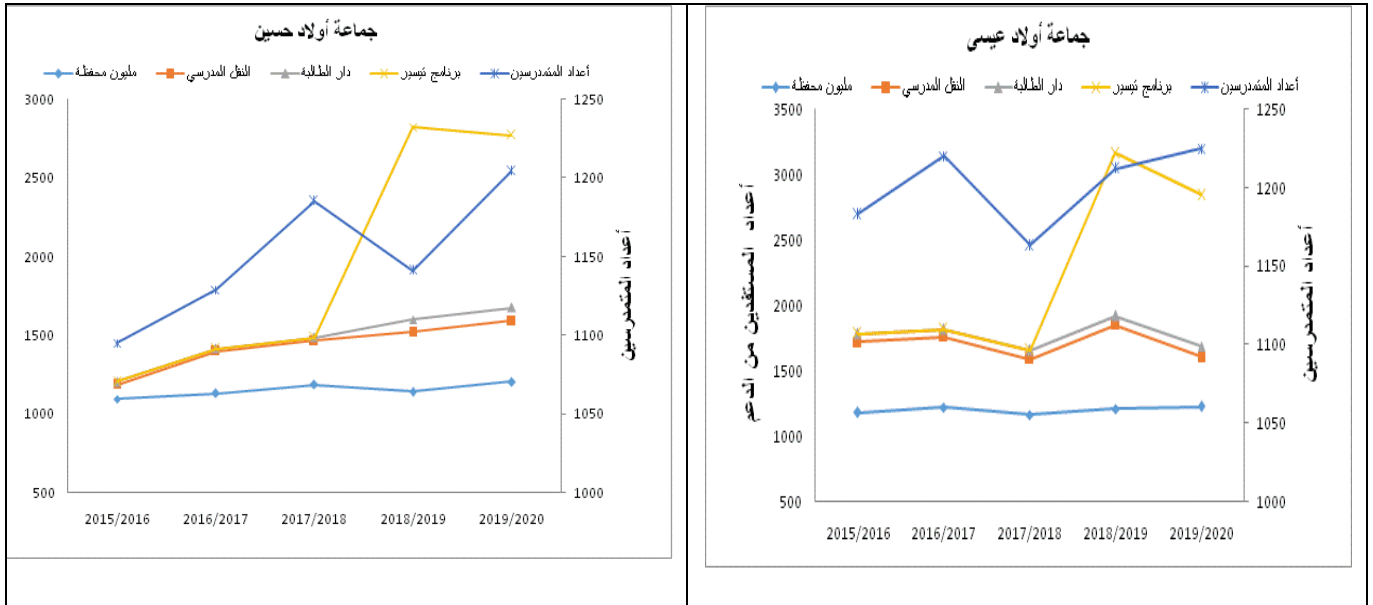 جماعة أولاد حسين
مليون محفظة النقل المدرسي دار الطالبة برنامج تيسير أعداد المتمدرسين
3000
2500
2000
1500
1000
500
1250
1200
1150
1100
1050
1000
أعداد المتمدرسين
2015/2016 2016/2017 2017/2018 2018/2019 2019/2020
جماعة أولاد عيسى
مليون محفظة النقل المدرسي دار الطالبة برنامج تيسير أعداد المتمدرسين
أعداد المستفدين من الدعم
3500
3000
2500
2000
1500
1000
500
1250
1200
1150
1100
1050
1000
أعداد المتمدرسين
2015/2016 2016/2017 2017/2018 2018/2019 2019/2020